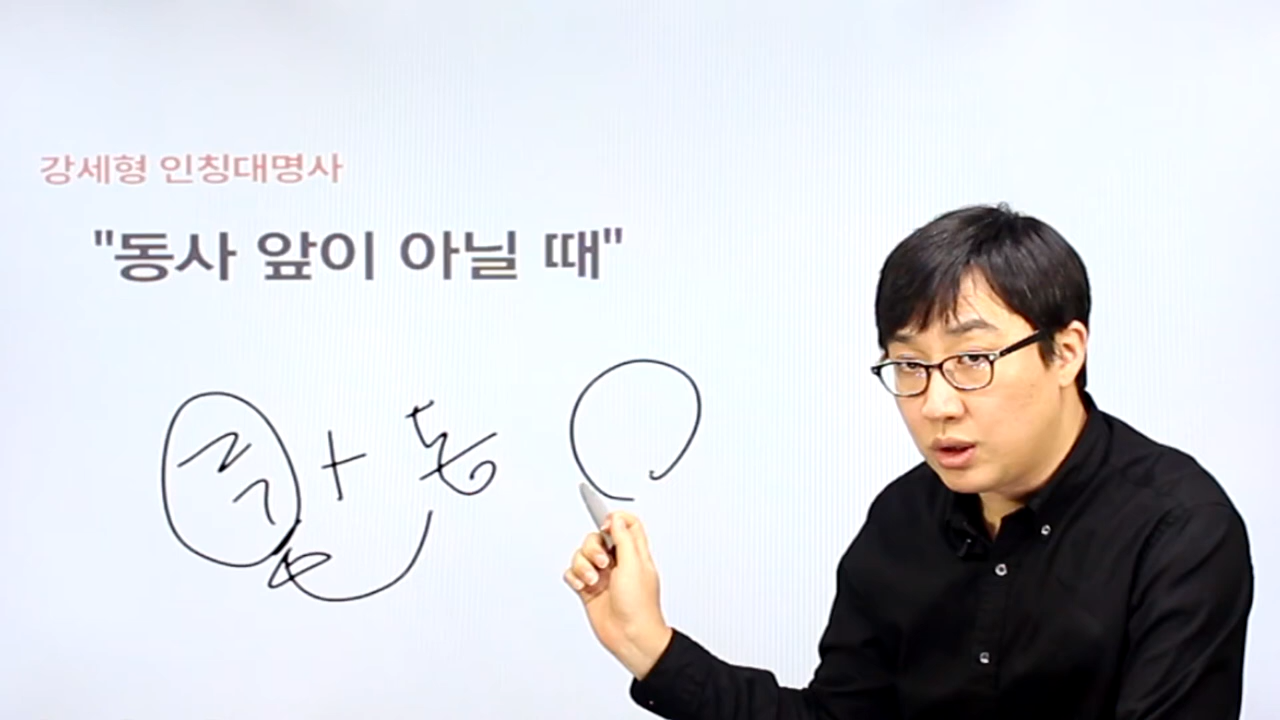 강세형 인칭대명사
"동사 앞이 아닐 때"
주 + 동